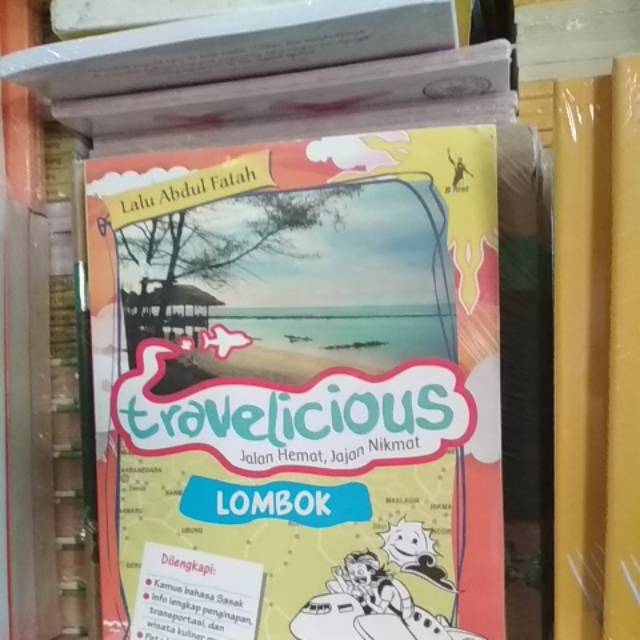 Lalu Abdul Fatah
B first
travelicious
Jalan Hemat, Jajan Nikmat
LOMBOK
Dilengkapi:
Kamus bahasa Sasak
Info lengkap penginapan,
transportasi, dan
wisata kuliner